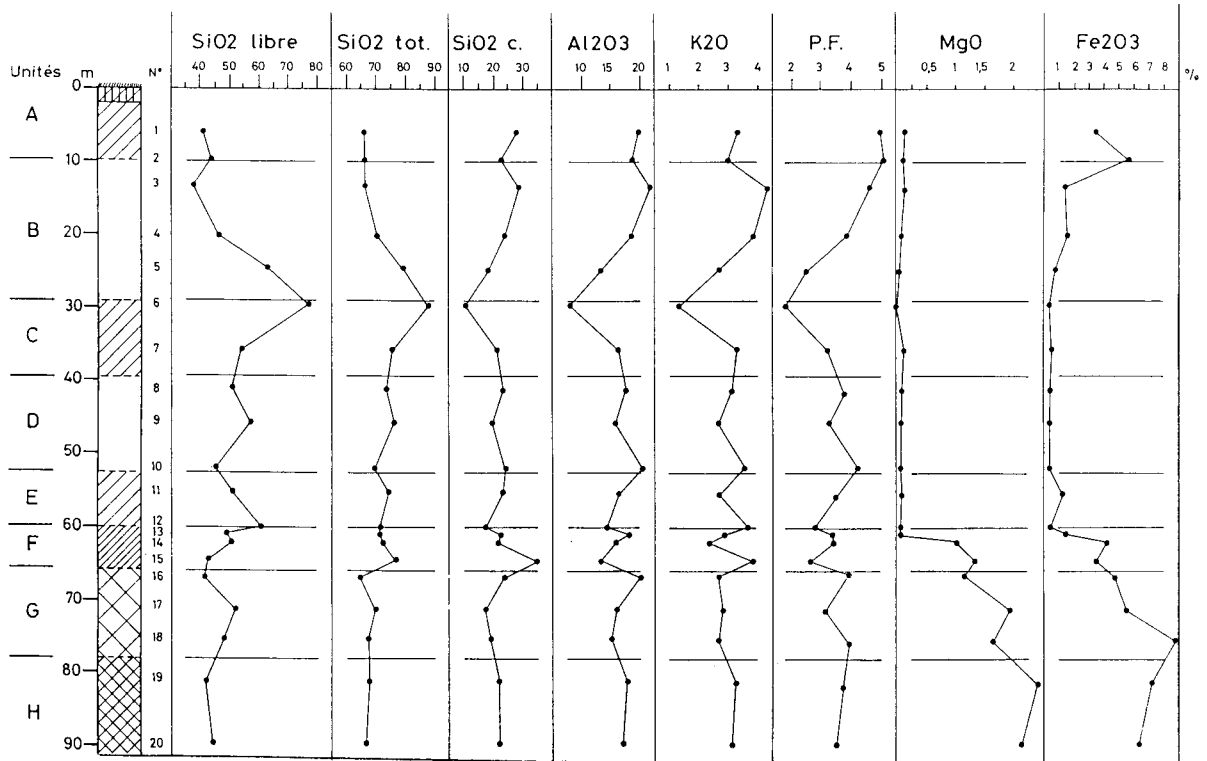 SiO2 libre SiO2 tot. SiO2 c. Al2O3 K2O P.F. MgO Fe2O3
Unités m N° 40 50 60 70 80 60 70 80 90 10 20 30 10 20 1 2 3 4 2 3 4 5 0,5 1 1,5 2 1 2 3 4 5 6 7 8 %
0
A
1
10 2
3
B
20 4
5
30 6
C
7
40 8
D
9
50
10
E 11
60 12
13
F 14
15
16
70
G 17
18
80 19
H
90 20